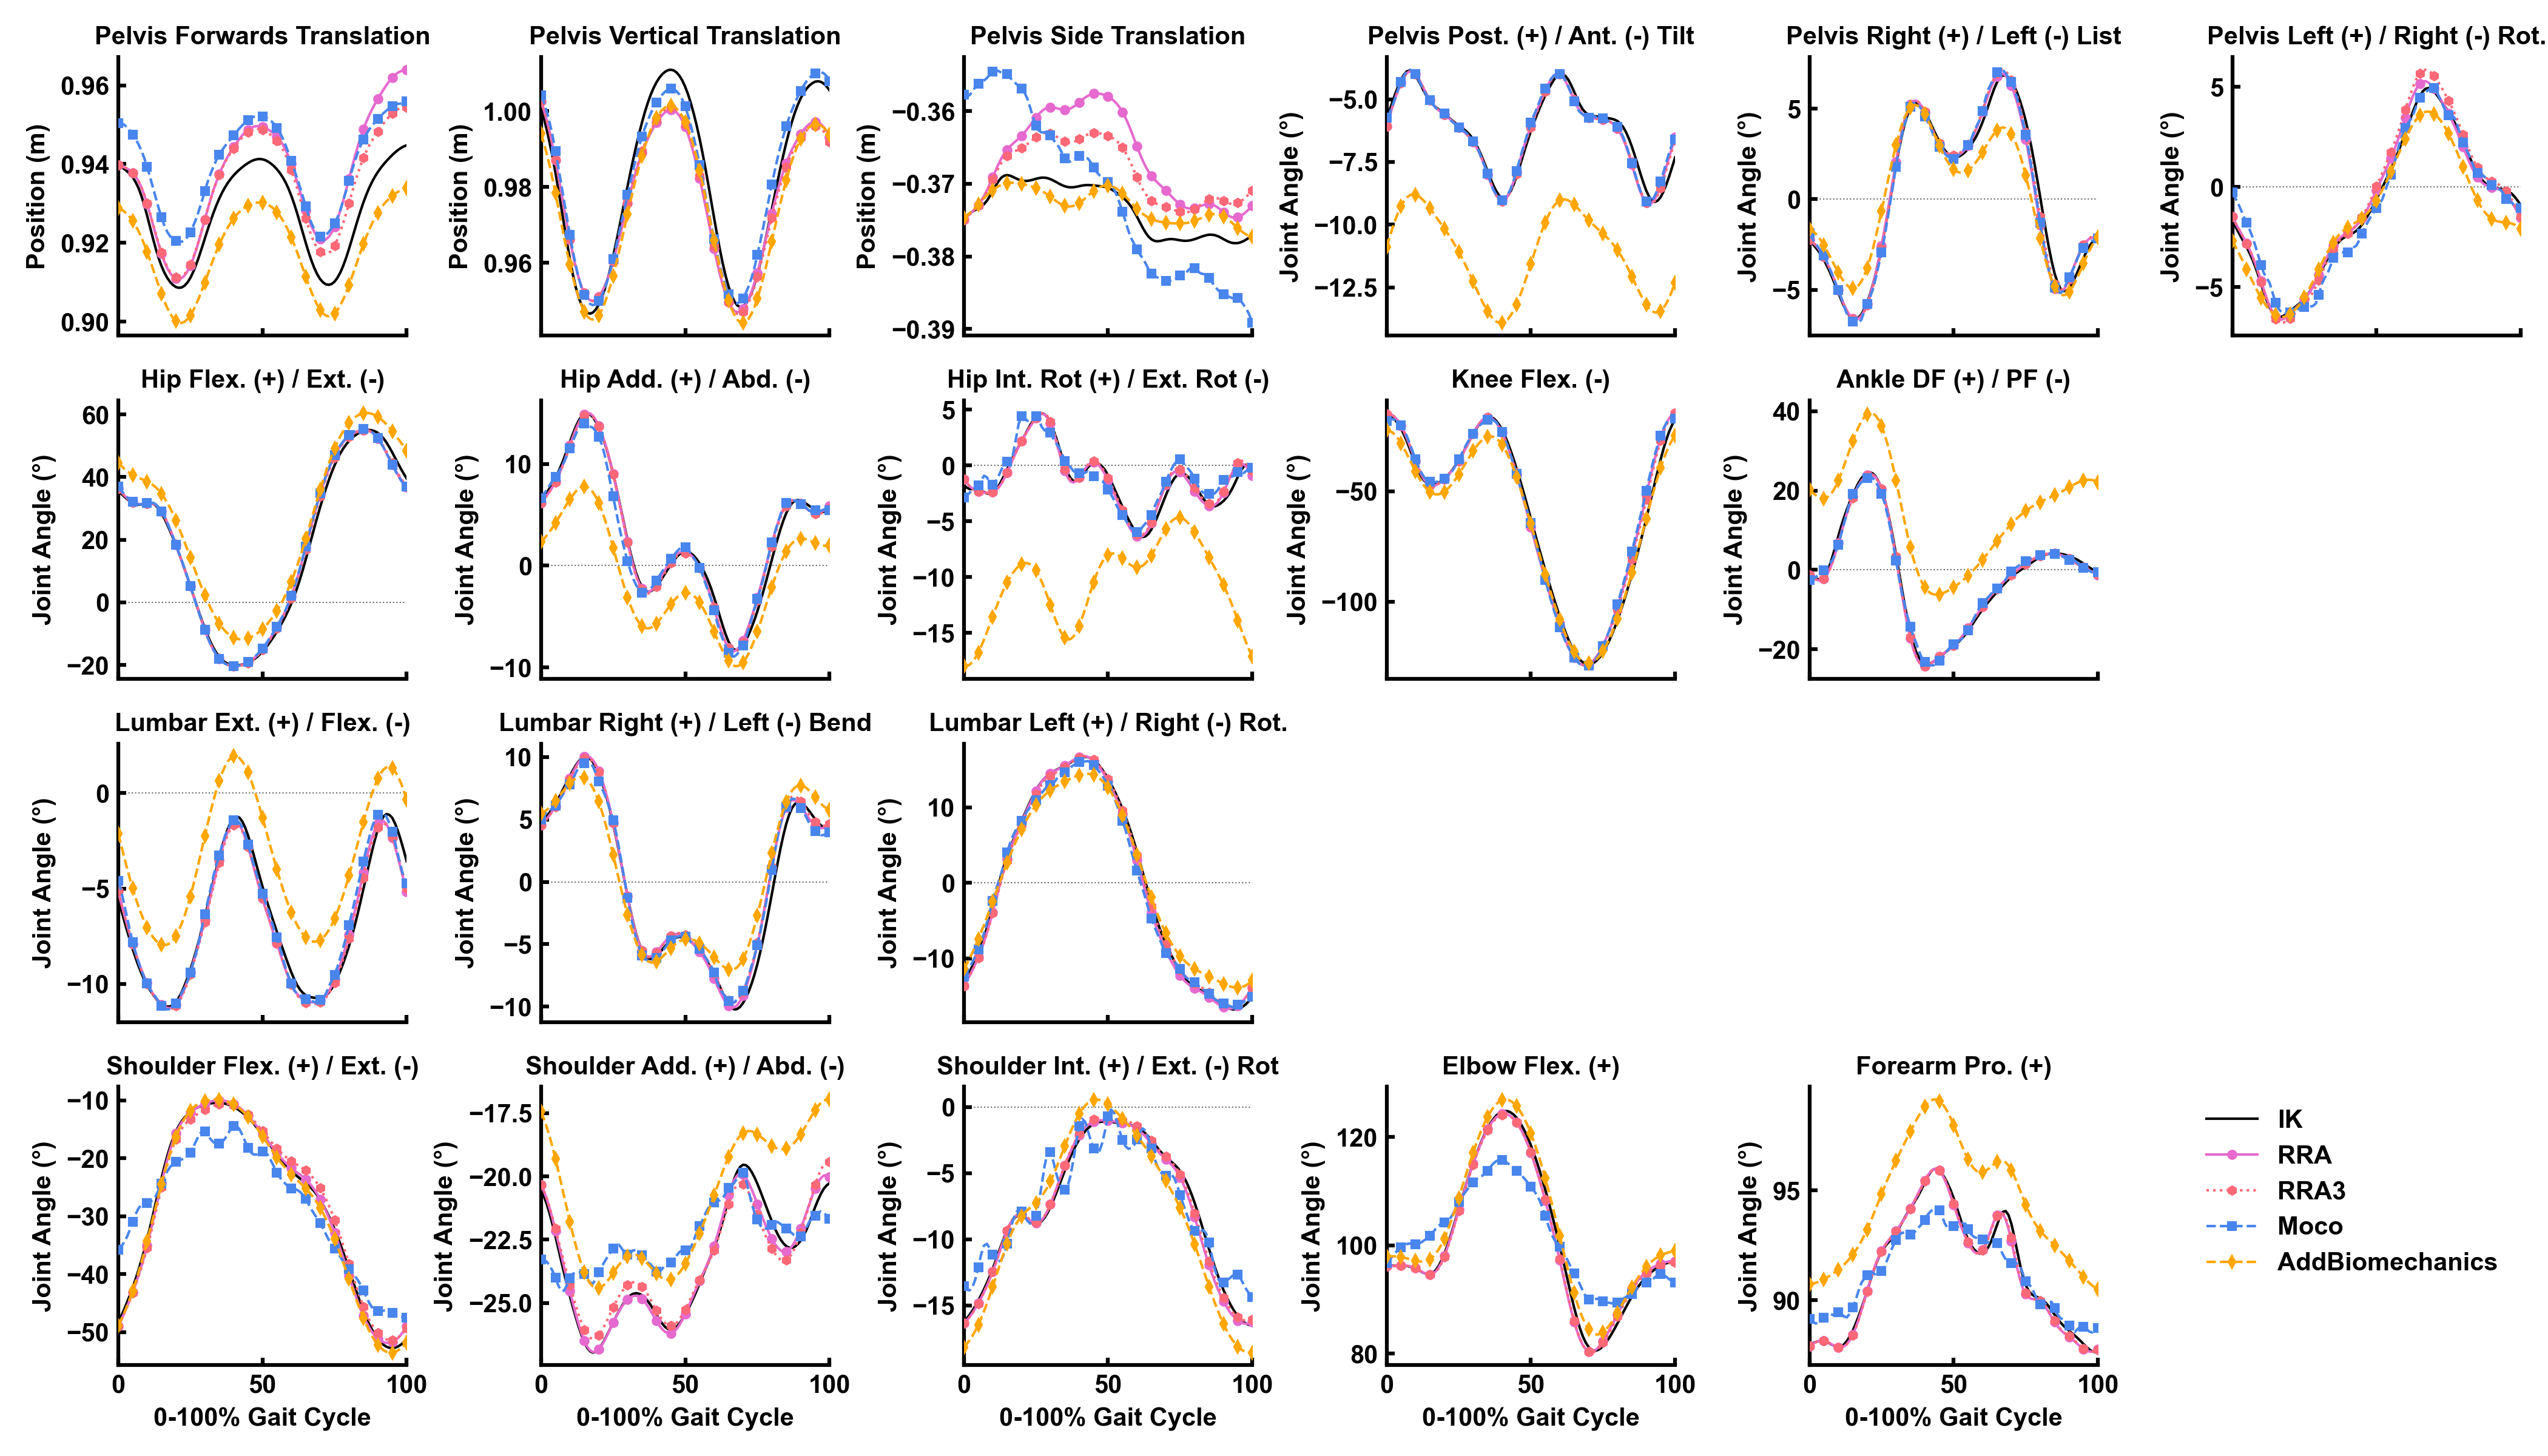 Pelvis Forwards Translation
Pelvis Vertical Translation
Pelvis Side Translation
Pelvis Post. (+) / Ant. (-) Tilt
Pelvis Right (+) / Left (-) List
Pelvis Left (+) / Right (-) Rot.
Position (m)
0.96
0.94
0.92
0.90
Position (m)
1.00
0.98
0.96
Position (m)
−0.36
−0.37
−0.38
−0.39
Joint Angle (°)
−5.0
−7.5
−10.0
−12.5
Joint Angle (°)
5
0
−5
Joint Angle (°)
5
0
−5
Hip Flex. (+) / Ext. (-)
Hip Add. (+) / Abd. (-)
Hip Int. Rot (+) / Ext. Rot (-)
Knee Flex. (-)
Ankle DF (+) / PF (-)
Joint Angle (°)
60
40
20
0
−20
Joint Angle (°)
10
0
−10
Joint Angle (°)
5
0
−5
−10
−15
Joint Angle (°)
−50
−100
Joint Angle (°)
40
20
0
−20
Lumbar Ext. (+) / Flex. (-)
Lumbar Right (+) / Left (-) Bend
Lumbar Left (+) / Right (-) Rot.
Joint Angle (°)
0
−5
−10
Joint Angle (°)
10
5
0
−5
−10
Joint Angle (°)
10
0
−10
Shoulder Flex. (+) / Ext. (-)
Shoulder Add. (+) / Abd. (-)
Shoulder Int. (+) / Ext. (-) Rot
Elbow Flex. (+)
Forearm Pro. (+)
Joint Angle (°)
−10
−20
−30
−40
−50
0 50 100
0-100% Gait Cycle
Joint Angle (°)
−17.5
−20.0
−22.5
−25.0
0 50 100
0-100% Gait Cycle
Joint Angle (°)
0
−5
−10
−15
0 50 100
0-100% Gait Cycle
Joint Angle (°)
120
100
80
0 50 100
0-100% Gait Cycle
Joint Angle (°)
95
90
0 50 100
0-100% Gait Cycle
IK
RRA
RRA3
Moco
AddBiomechanics